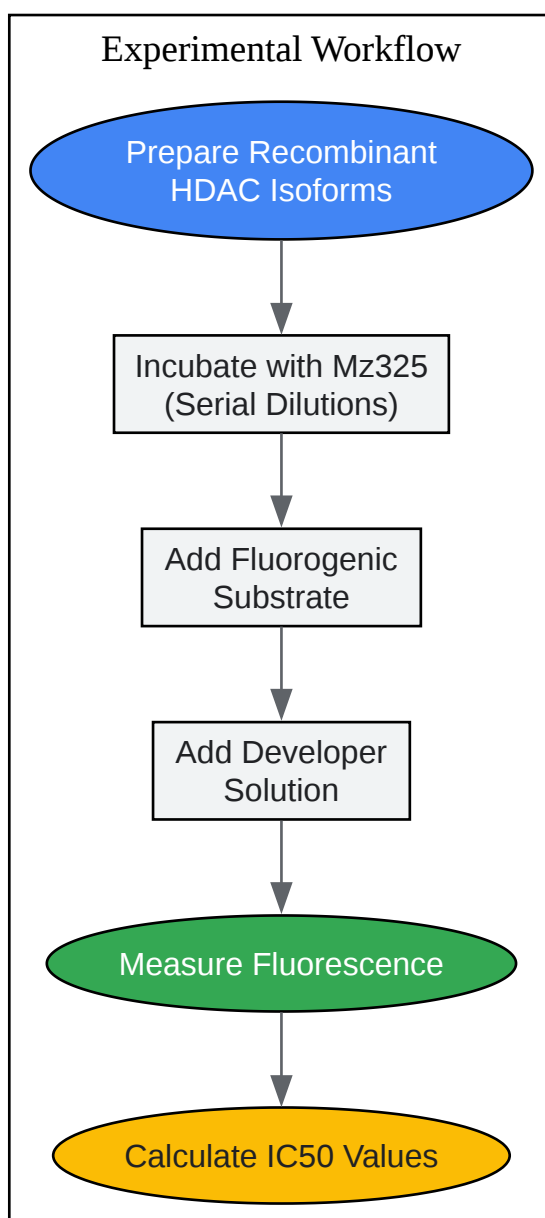 Experimental Workflow
Prepare Recombinant
HDAC Isoforms
Incubate with Mz325
(Serial Dilutions)
Add Fluorogenic
Substrate
Add Developer
Solution
Measure Fluorescence
Calculate IC50 Values